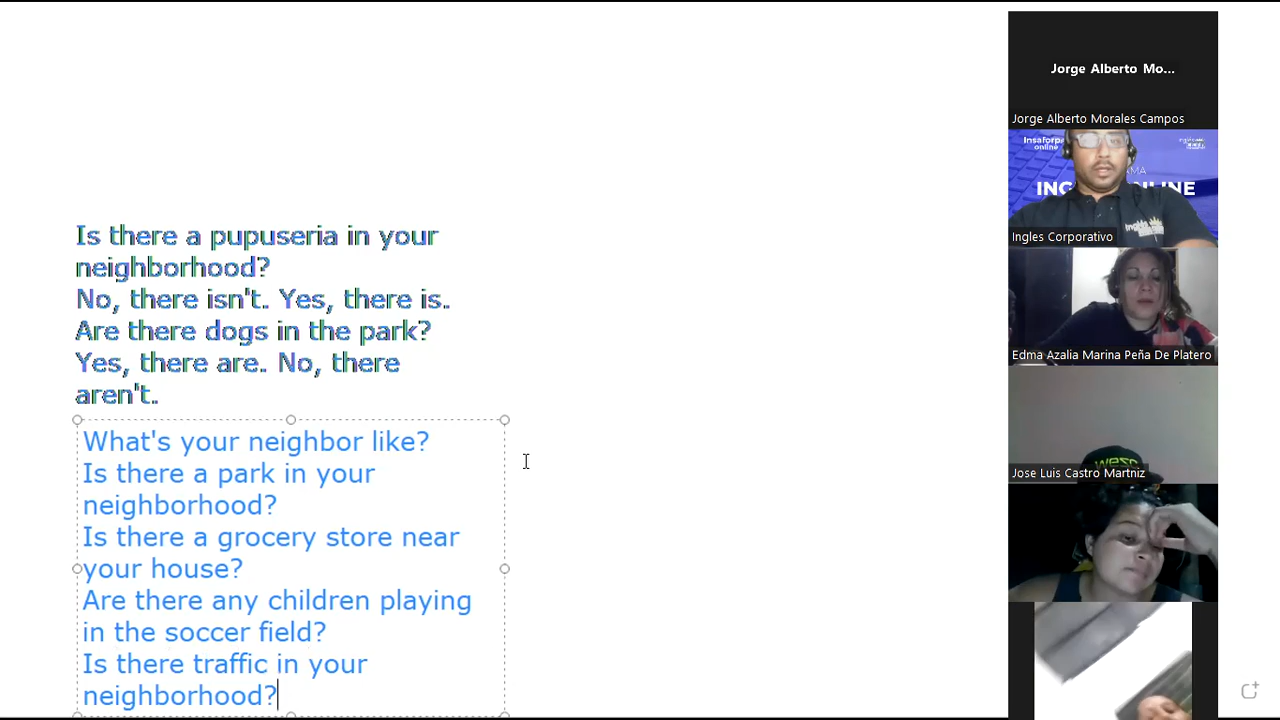 Is there a pupuseria in your
neighborhood?
No, there isn't. Yes, there is.
Are there dogs in the park?
Yes, there are. No, there
aren't.
What's your neighbor like?
Is there a park in your
neighborhood?
Is there a grocery store near
your house?
Are there any children playing
in the soccer field?
Is there traffic in your
neighborhood?
Jorge Alberto Mo...
Jorge Alberto Morales Campos
Ingles Corporativo
Edma Azalia Marina Peña De Platero
Jose Luis Castro Martniz